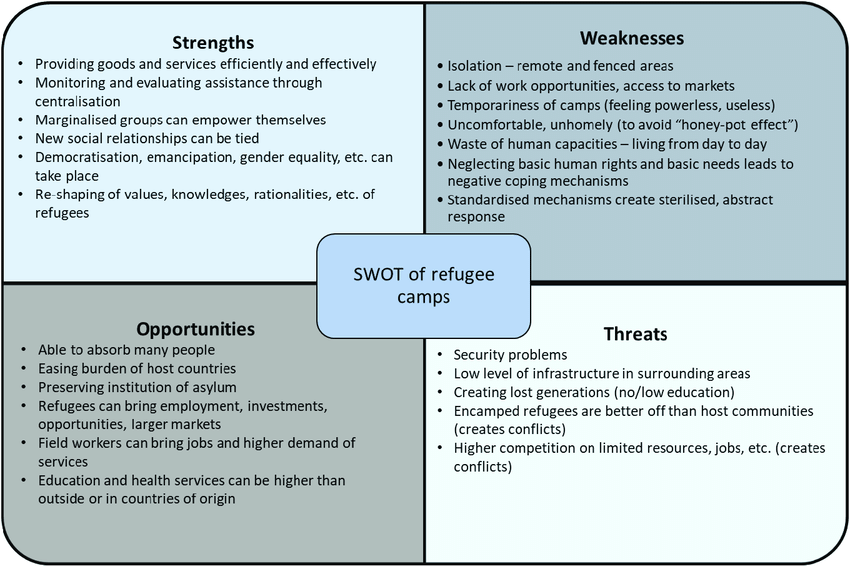 Strengths
• Providing goods and services efficiently and effectively
• Monitoring and evaluating assistance through
centralisation
• Marginalised groups can empower themselves
• New social relationships can be tied
• Democratisation, emancipation, gender equality, etc. can
take place
• Re-shaping of values, knowledges, rationalities, etc. of
refugees
Weaknesses
• Isolation – remote and fenced areas
• Lack of work opportunities, access to markets
• Temporariness of camps (feeling powerless, useless)
• Uncomfortable, unhomely (to avoid “honey-pot effect”)
• Waste of human capacities – living from day to day
• Neglecting basic human rights and basic needs leads to
negative coping mechanisms
• Standardised mechanisms create sterilised, abstract
response
SWOT of refugee
camps
Opportunities
• Able to absorb many people
• Easing burden of host countries
• Preserving institution of asylum
• Refugees can bring employment, investments,
opportunities, larger markets
• Field workers can bring jobs and higher demand of
services
• Education and health services can be higher than
outside or in countries of origin
Threats
• Security problems
• Low level of infrastructure in surrounding areas
• Creating lost generations (no/low education)
• Encamped refugees are better off than host communities
(creates conflicts)
• Higher competition on limited resources, jobs, etc. (creates
conflicts)